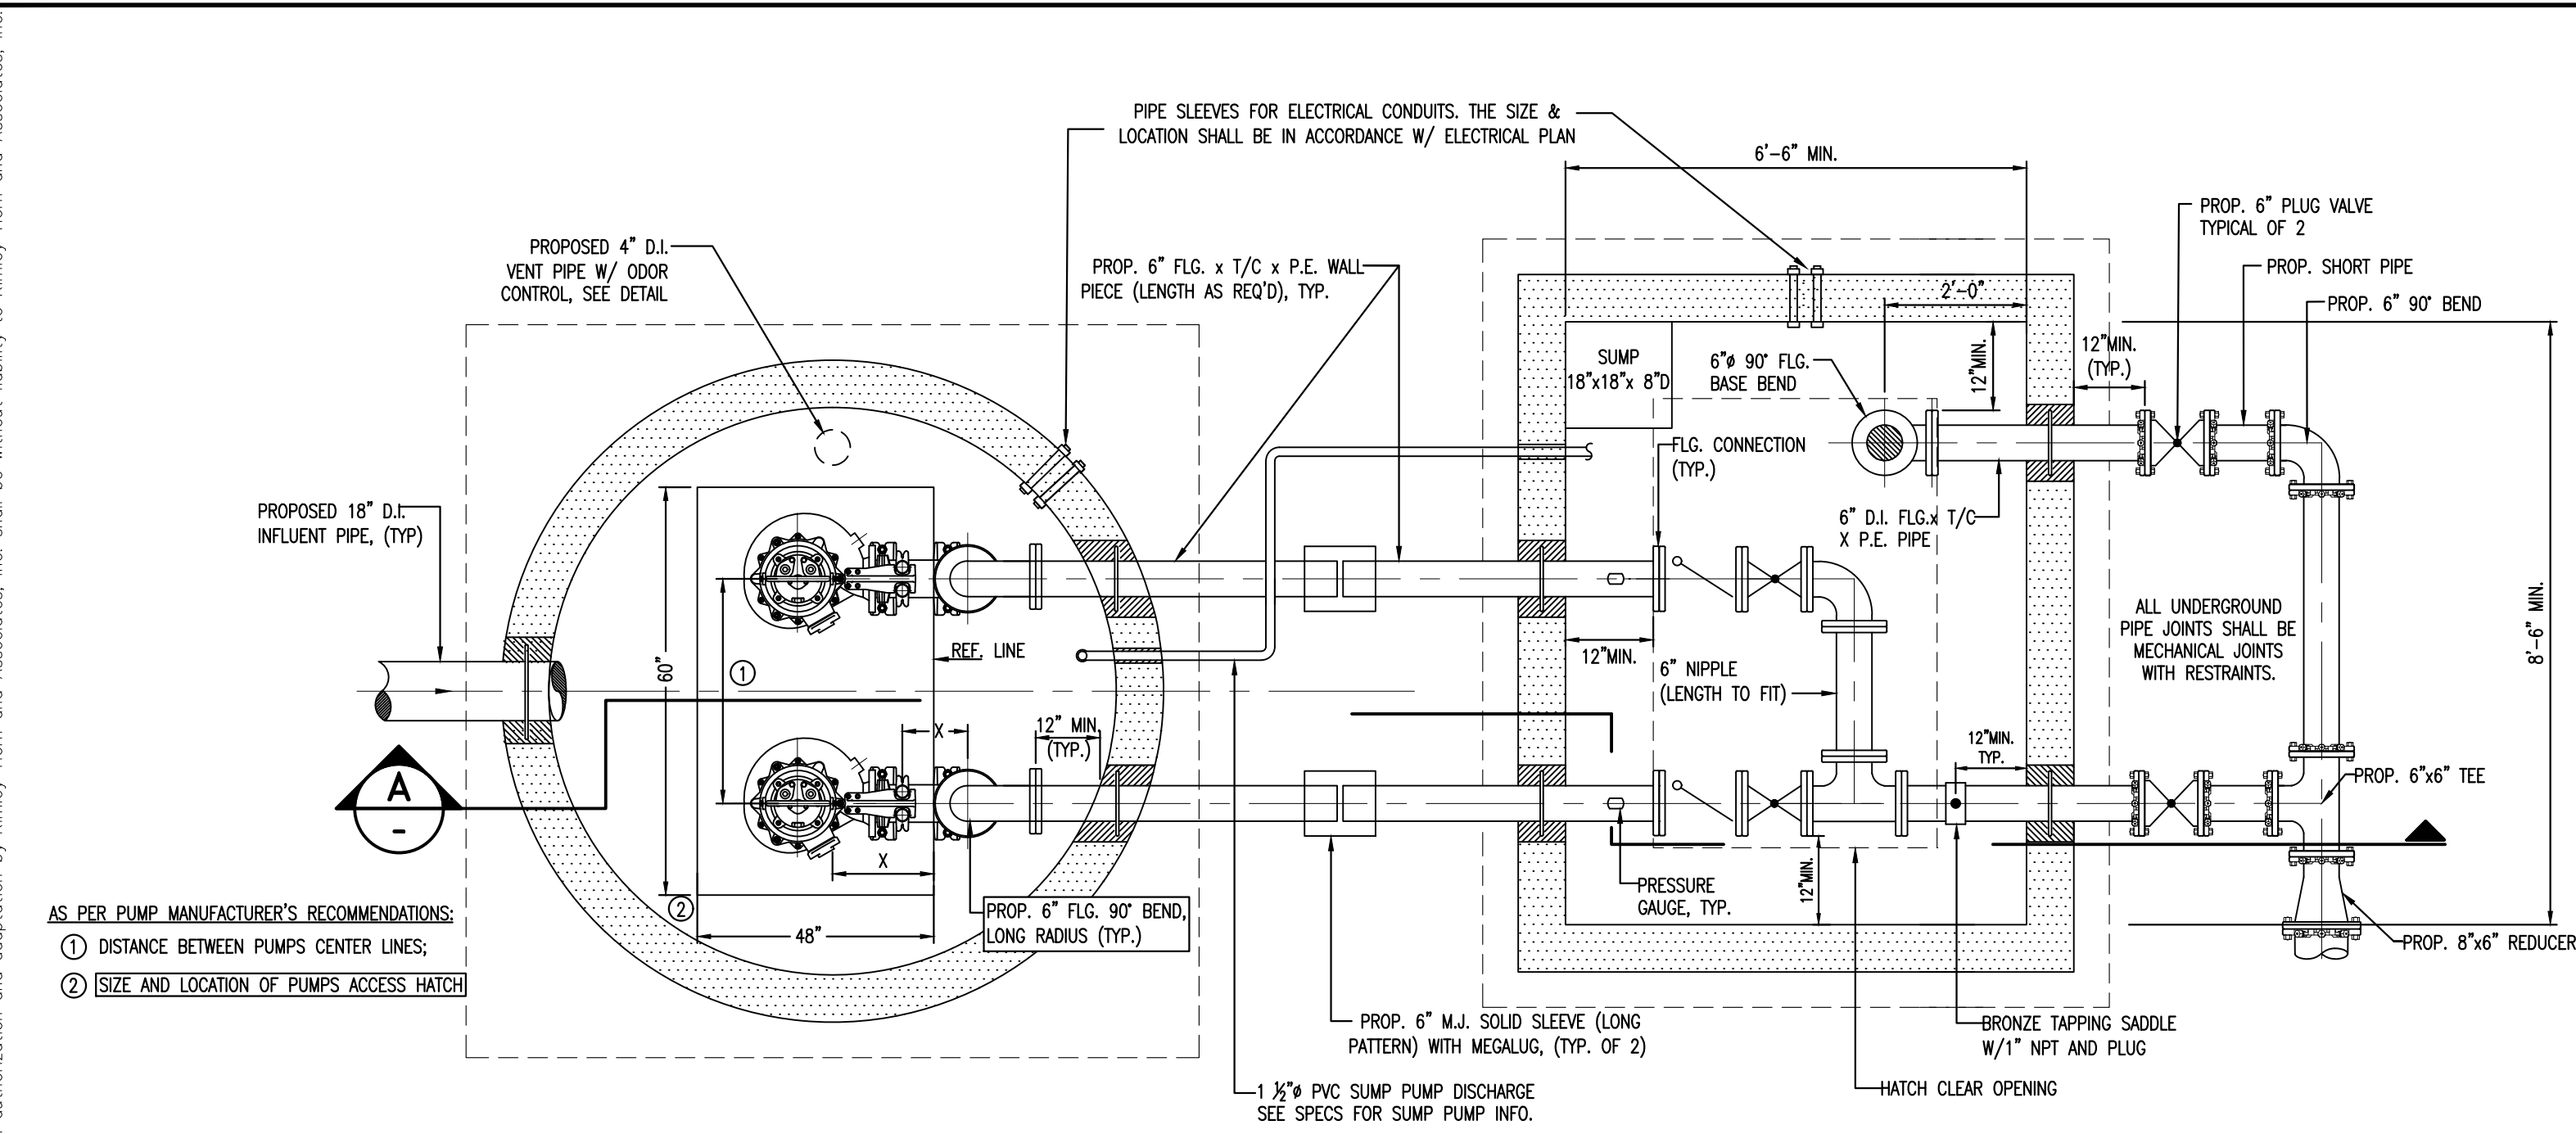 PIPE SLEEVES FOR ELECTRICAL CONDUITS. THE SIZE &
LOCATION SHALL BE IN ACCORDANCE W/ ELECTRICAL PLAN
6'-6" MIN.
PROP. 6" PLUG VALVE
TYPICAL OF 2
PROPOSED 4" D.I.
VENT PIPE W/ ODOR
CONTROL, SEE DETAIL
PROP. 6" FLG. x T/C x P.E. WALL
PIECE (LENGTH AS REQ'D), TYP.
2'-0"
PROP. SHORT PIPE
PROP. 6" 90° BEND
SUMP
18"x18"x 8"D
6"ø 90° FLG.
BASE BEND
12"MIN.
12"MIN.
(TYP.)
FLG. CONNECTION
(TYP.)
PROPOSED 18" D.I.
INFLUENT PIPE, (TYP)
6" D.I. FLG.x T/C
X P.E. PIPE
60"
1
REF. LINE
12"MIN.
6" NIPPLE
(LENGTH TO FIT)
ALL UNDERGROUND
PIPE JOINTS SHALL BE
MECHANICAL JOINTS
WITH RESTRAINTS.
8'-6" MIN.
X
12" MIN.
(TYP.)
12"MIN.
TYP.
A
-
PROP. 6"x6" TEE
X
2
48"
PROP. 6" FLG. 90° BEND,
LONG RADIUS (TYP.)
PRESSURE
GAUGE, TYP.
12"MIN.
PROP. 8"x6" REDUCER
AS PER PUMP MANUFACTURER'S RECOMMENDATIONS:
1 DISTANCE BETWEEN PUMPS CENTER LINES;
2 SIZE AND LOCATION OF PUMPS ACCESS HATCH
PROP. 6" M.J. SOLID SLEEVE (LONG
PATTERN) WITH MEGALUG, (TYP. OF 2)
BRONZE TAPPING SADDLE
W/1" NPT AND PLUG
1 ½"ø PVC SUMP PUMP DISCHARGE
SEE SPECS FOR SUMP PUMP INFO.
HATCH CLEAR OPENING